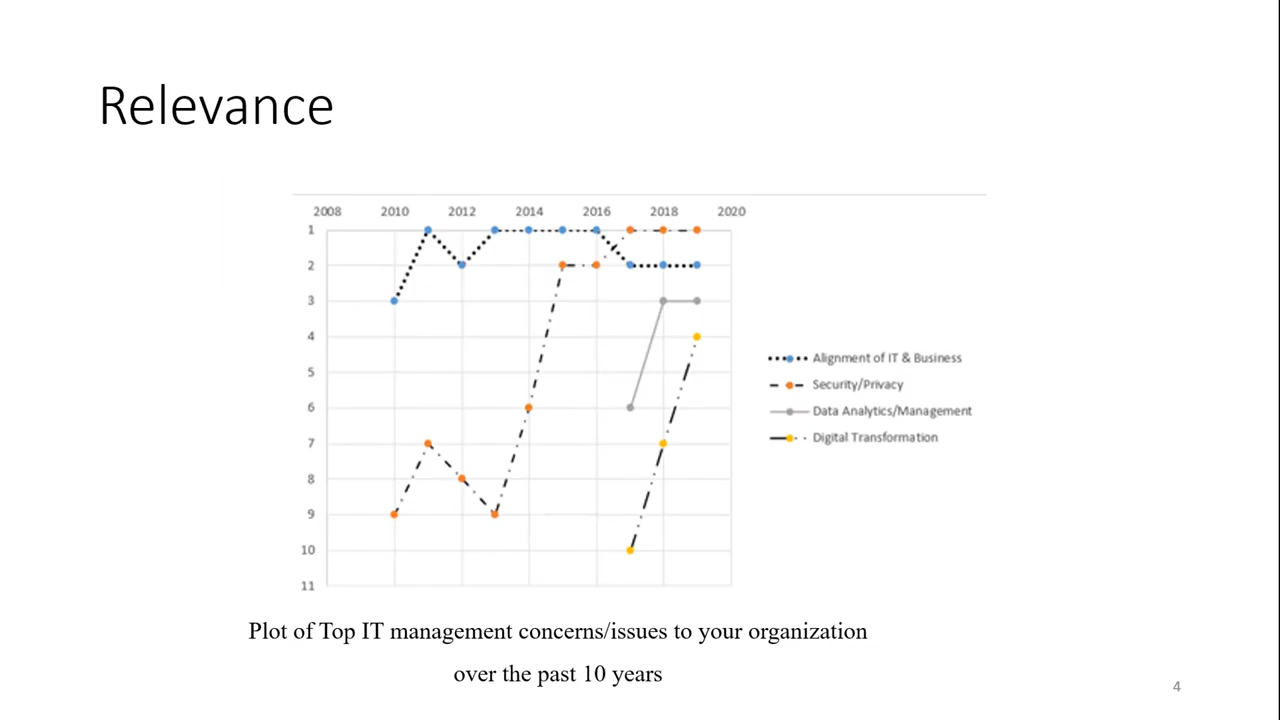 Relevance
2008 2010 2012 2014 2016 2018 2020
1
2
3
4
5
6
7
8
9
10
11
Alignment of IT & Business
Security/Privacy
Data Analytics/Management
Digital Transformation
Plot of Top IT management concerns/issues to your organization
over the past 10 years
4